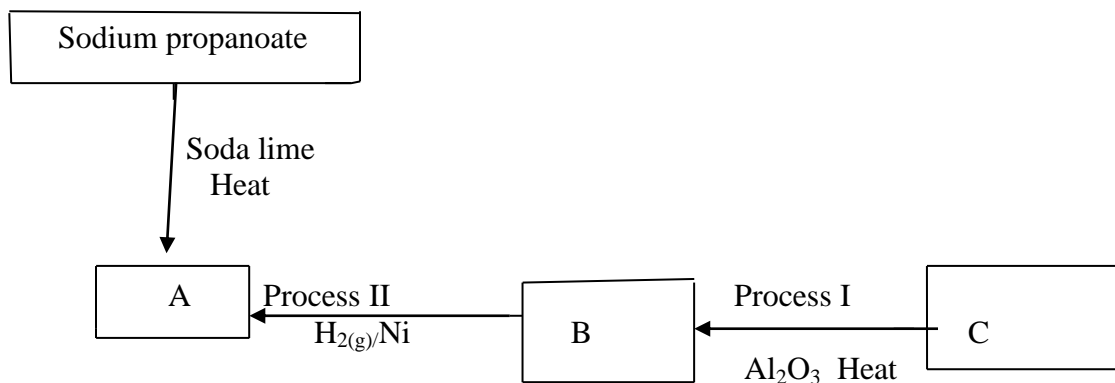 Sodium propanoate
Soda lime
Heat
A
Process II
H₂(g)/Ni
B
Process I
Al₂O₃ Heat
C